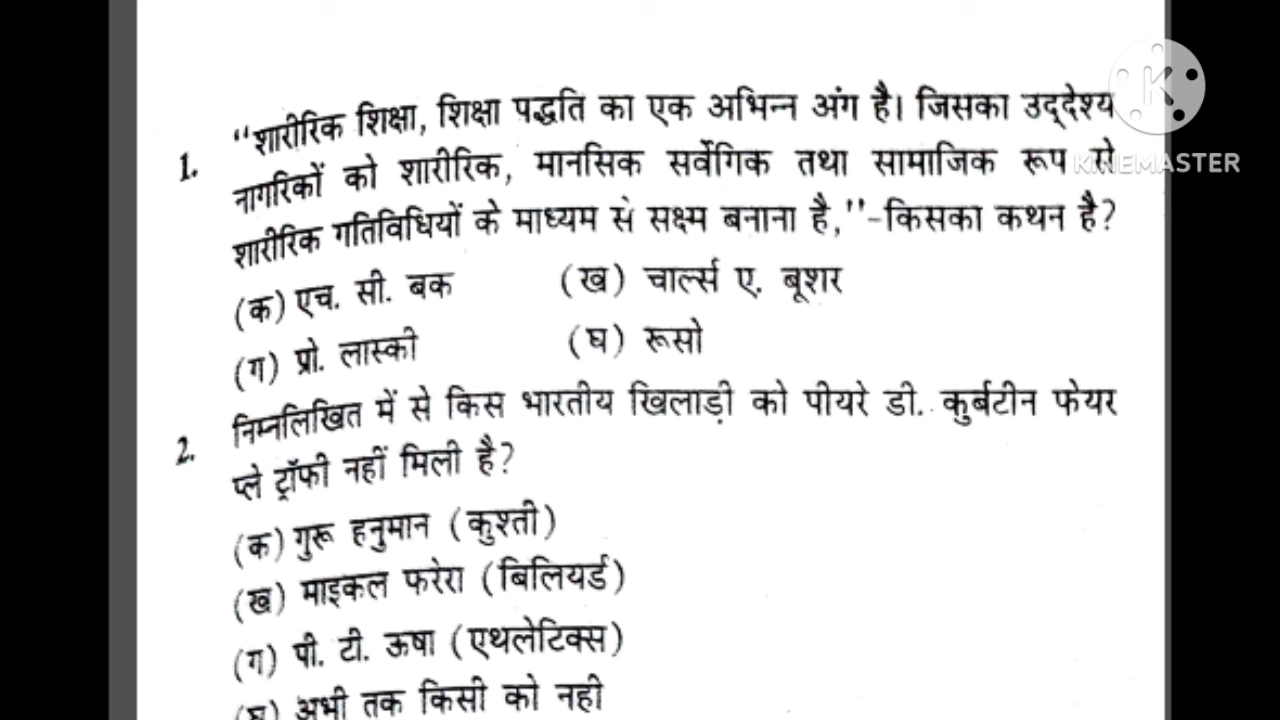 1. "शारीरिक शिक्षा, शिक्षा पद्धति का एक अभिन्न अंग है। जिसका उद्देश्य
नागरिकों को शारीरिक, मानसिक सर्वेगिक तथा सामाजिक रूप से
शारीरिक गतिविधियों के माध्यम से सक्ष्म बनाना है,"-किसका कथन है?
(क) एच. सी. बक (ख) चार्ल्स ए. बूशर
(ग) प्रो. लास्की (घ) रूसो
2. निम्नलिखित में से किस भारतीय खिलाड़ी को पीयरे डी. कुर्बटीन फेयर
प्ले ट्रॉफी नहीं मिली है?
(क) गुरू हनुमान (कुश्ती)
(ख) माइकल फरेरा (बिलियर्ड)
(ग) पी. टी. ऊषा (एथलेटिक्स)
(घ) अभी तक किसी को नही
KINEMASTER